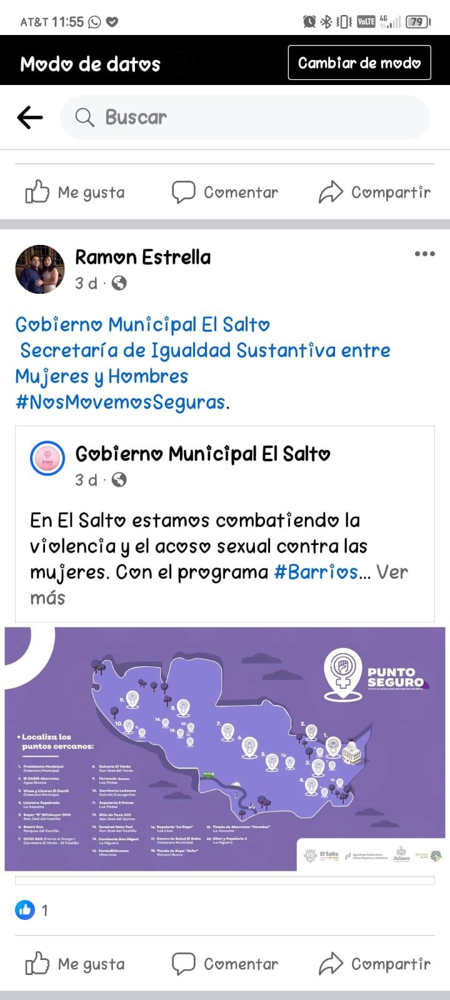 AT&T 11:55
VoLTE 4G 79
Modo de datos
Cambiar de modo
Buscar
Me gusta
Comentar
Compartir
Ramon Estrella
3 d ·
Gobierno Municipal El Salto
Secretaría de Igualdad Sustantiva entre
Mujeres y Hombres
#NosMovemosSeguras.
Gobierno Municipal El Salto
3 d ·
En El Salto estamos combatiendo la
violencia y el acoso sexual contra las
mujeres. Con el programa #Barrios... Ver
más
PUNTO
SEGURO
• Localiza los
puntos cercanos:
1. Presidencia Municipal
Cabecera Municipal
2. El OASIS Abarrotes
Agua Blanca
3. Vinos y Licores El Carril
Cabecera Municipal
4. Llantera Sepulveda
La Azucena
5. Super "S" (Minisuper 24H)
San José del Castillo
6. Smart Gas
Parques del Castillo
7. OXXO GAS (Frente al Ranger)
Carretera El Verde - El Castillo
8. Dulcería El Verde
San José del Verde
9. Farmacia
Las Pintas
10. Carnicería Ledezma
Colonia Insurgentes
11. Zapatería 3 Potros
Las Pintas
12. Sitio de Taxis 405
San José del Quince
13. Terminal Moto Taxi
San José del Castillo
14. Carnicería San Miguel
La Higuera
15.
Minerales
16. Papelería "La Pape"
Las Lilas
17. Centro de Salud El Salto
Cabecera Municipal
18. Tienda de Ropa "Jofer"
Potrero Nuevo
19. Tienda de Abarrotes "Veronica"
La Azucena
20. Ciber y Papelería 2
La Higuera
El Salto
Igualdad Sustantiva
entre Mujeres y Hombres
Jalisco
1
Me gusta
Comentar
Compartir